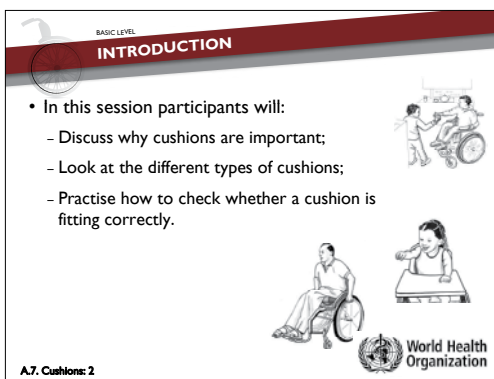 BASIC LEVEL
INTRODUCTION
• In this session participants will:
– Discuss why cushions are important;
– Look at the different types of cushions;
– Practise how to check whether a cushion is
fitting correctly.
World Health
Organization
A.7. Cushions: 2